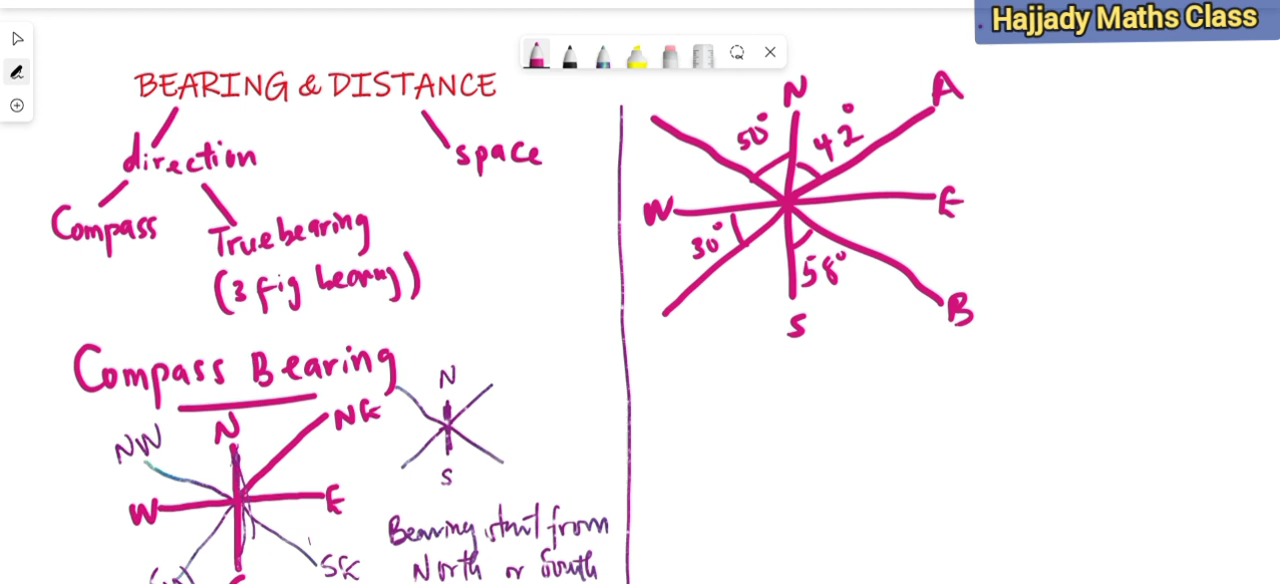 Hajjady Maths Class
BEARING & DISTANCE
direction
space
Compass
True bearing
(3 fig bearing)
Compass Bearing
N
NE
NW
W
E
SE
N
S
Bearing start from
North or South
N
A
50°
42°
W
E
30°
58°
S
B